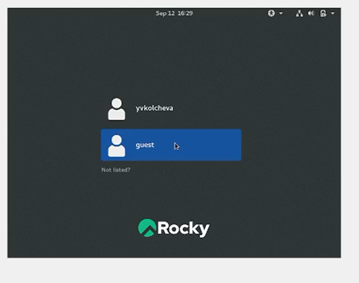 Sep 12 16:29
yvkolcheva
guest
Not listed?
Rocky